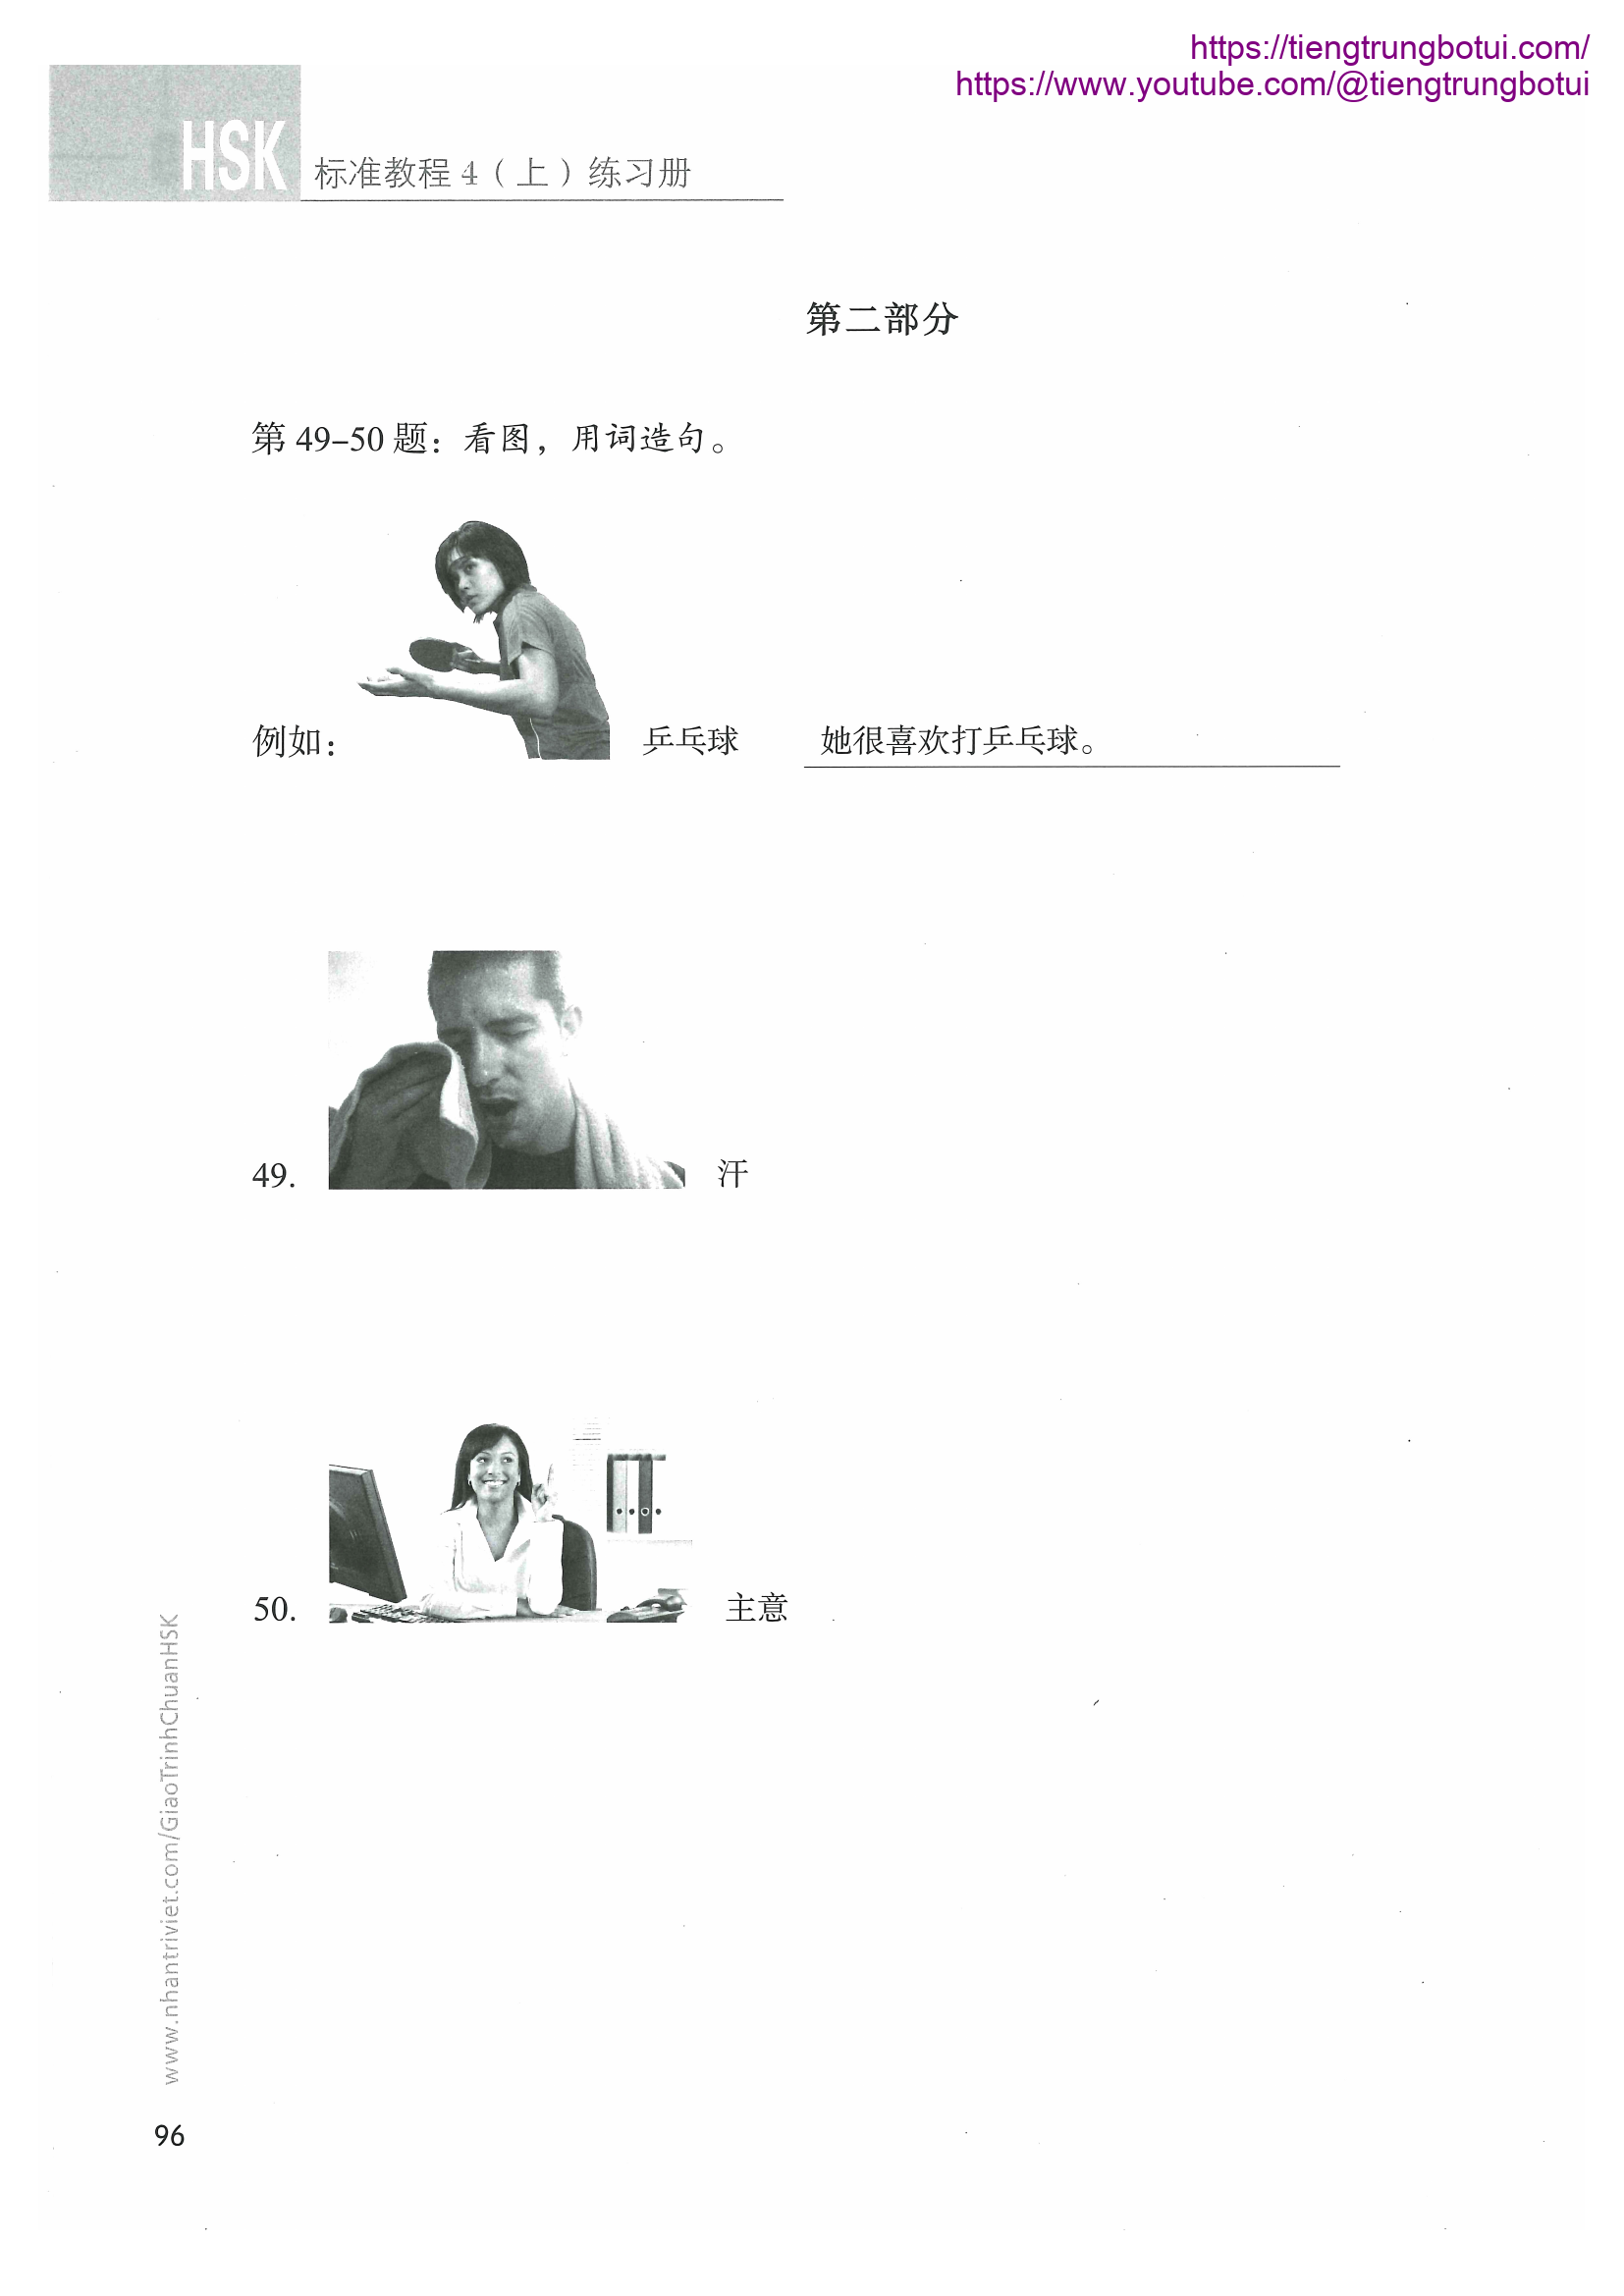 https://tiengtrungbotui.com/
https://www.youtube.com/@tiengtrungbotui
HSK 标准教程 4（上）练习册
第二部分
第 49–50 题：看图，用词造句。
例如： 乒乓球 她很喜欢打乒乓球。
49. 汗
50. 主意
www.nhantriviet.com/GiaoTrinhChuanHSK
96